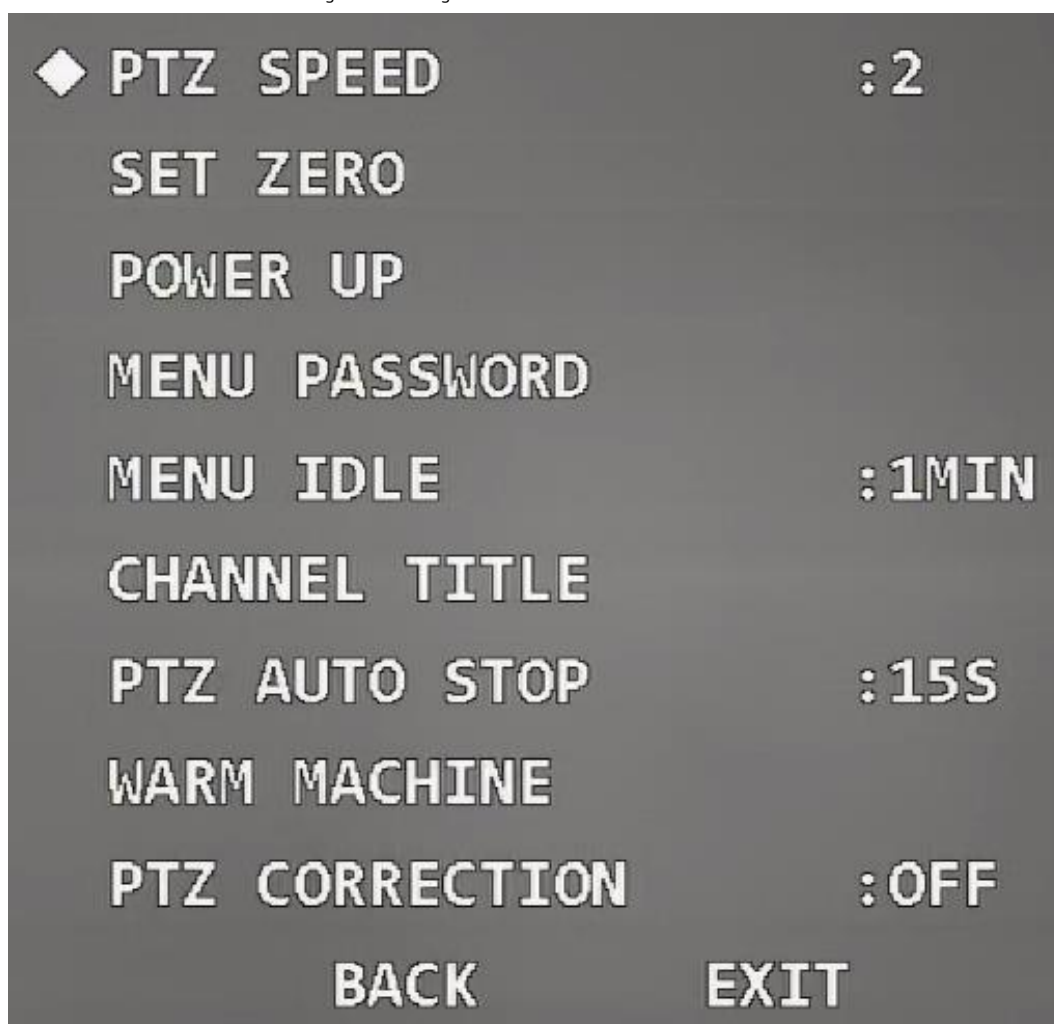 PTZ SPEED :2
SET ZERO
POWER UP
MENU PASSWORD
MENU IDLE :1MIN
CHANNEL TITLE
PTZ AUTO STOP :15S
WARM MACHINE
PTZ CORRECTION :OFF
BACK EXIT